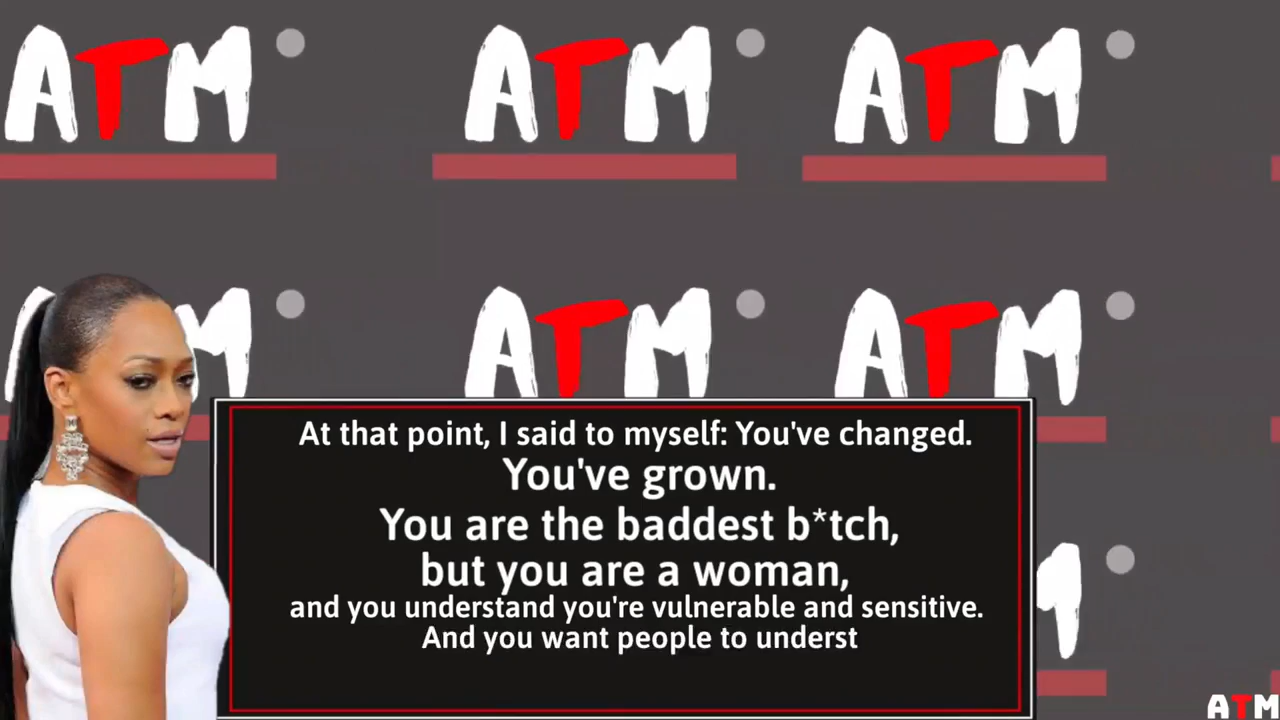 ATM ATM ATM
M ATM ATM
At that point, I said to myself: You've changed.
You've grown.
You are the baddest b*tch,
but you are a woman,
and you understand you're vulnerable and sensitive.
And you want people to underst
ATM